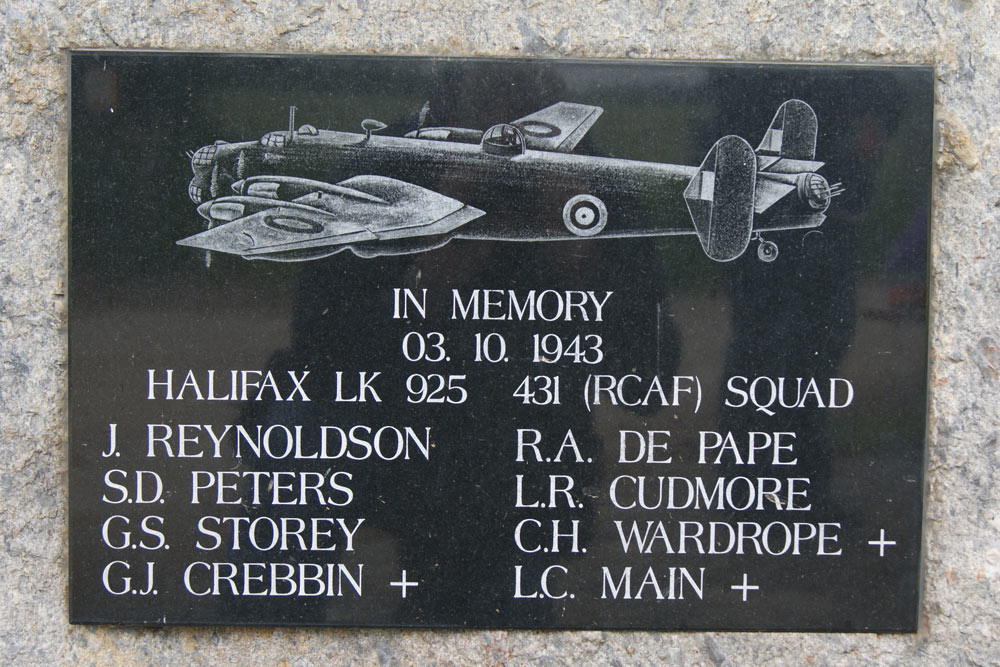 IN MEMORY
03. 10. 1943
HALIFAX LK 925 431 (RCAF) SQUAD
J. REYNOLDSON R.A. DE PAPE
S.D. PETERS L.R. CUDMORE
G.S. STOREY C.H. WARDROPE +
G.J. CREBBIN + L.C. MAIN +